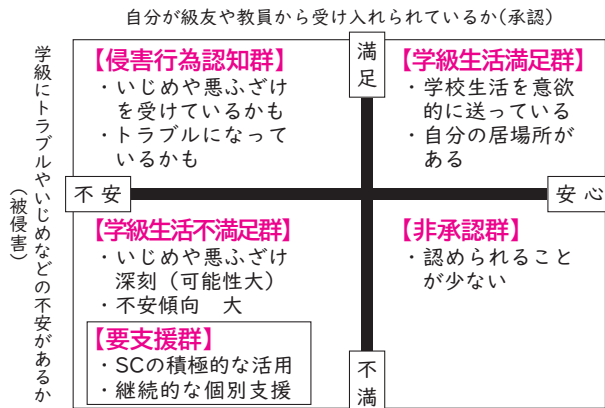 自分が級友や教員から受け入れられているか(承認)
学級にトラブルやいじめなどの不安があるか
(被侵害)
満足
【侵害行為認知群】
・いじめや悪ふざけ
を受けているかも
・トラブルになって
いるかも
【学級生活満足群】
・学校生活を意欲
的に送っている
・自分の居場所が
ある
不安
安心
【学級生活不満足群】
・いじめや悪ふざけ
深刻（可能性大）
・不安傾向　大
【要支援群】
・SCの積極的な活用
・継続的な個別支援
【非承認群】
・認められること
が少ない
不満